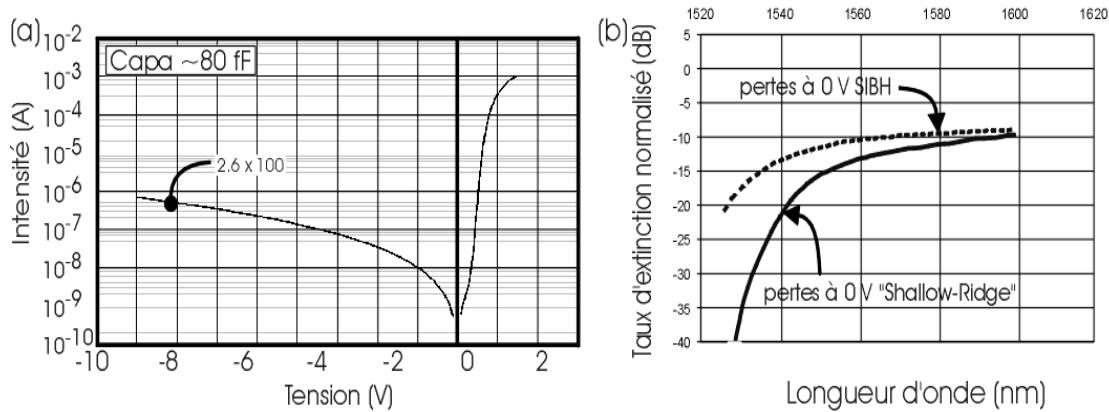 (a)
10-2
Capa ~80 fF
10-3
10-4
10-5
2.6 x 100
10-6
10-7
10-8
10-9
10-10
-10 -8 -6 -4 -2 0 2
Intensité (A)
Tension (V)
(b)
1520 1540 1560 1580 1600 1620
5
0
-5
-10
-15
-20
-25
-30
-35
-40
pertes à 0 V SIBH
pertes à 0 V "Shallow-Ridge"
Taux d'extinction normalisé (dB)
Longueur d'onde (nm)